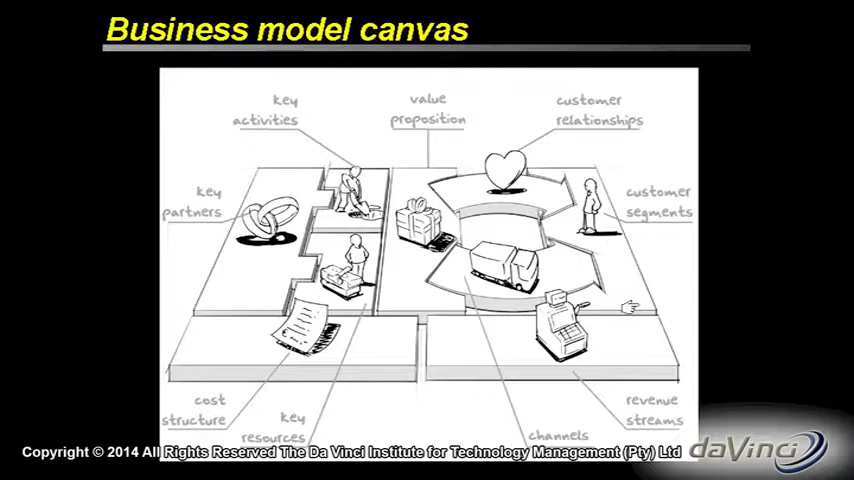 Business model canvas
key
activities
value
proposition
customer
relationships
key
partners
customer
segments
cost
structure
key
resources
channels
revenue
streams
Copyright © 2014 All Rights Reserved The Da Vinci Institute for Technology Management (Pty) Ltd
daVinci